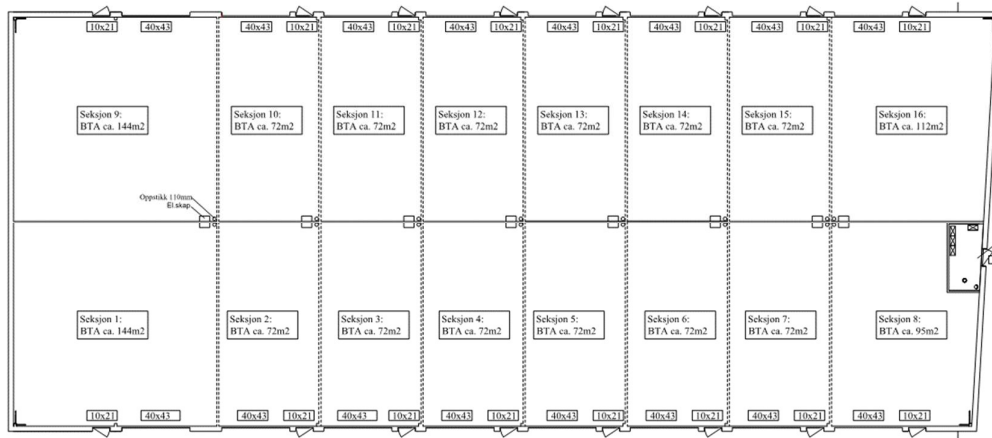 10x21 40x43 40x43 10x21 40x43 10x21 40x43 10x21 40x43 10x21 40x43 10x21 40x43 10x21 40x43 10x21
Seksjon 9:
BTA ca. 144m2
Seksjon 10:
BTA ca. 72m2
Seksjon 11:
BTA ca. 72m2
Seksjon 12:
BTA ca. 72m2
Seksjon 13:
BTA ca. 72m2
Seksjon 14:
BTA ca. 72m2
Seksjon 15:
BTA ca. 72m2
Seksjon 16:
BTA ca. 112m2
Oppstikk 110mm
El.skap
Seksjon 1:
BTA ca. 144m2
Seksjon 2:
BTA ca. 72m2
Seksjon 3:
BTA ca. 72m2
Seksjon 4:
BTA ca. 72m2
Seksjon 5:
BTA ca. 72m2
Seksjon 6:
BTA ca. 72m2
Seksjon 7:
BTA ca. 72m2
Seksjon 8:
BTA ca. 95m2
10x21 40x43 40x43 10x21 40x43 10x21 40x43 10x21 40x43 10x21 40x43 10x21 40x43 10x21 40x43 10x21